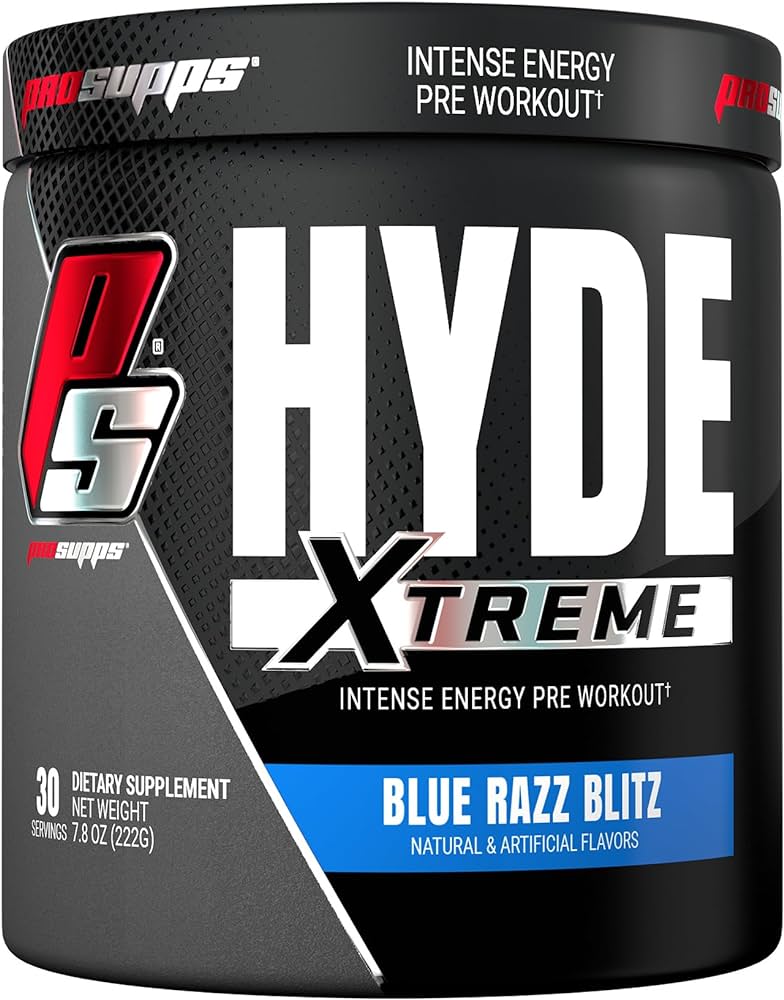 PROSUPPS®
INTENSE ENERGY
PRE WORKOUT†
PS®
PROSUPPS®
HYDE
XTREME
INTENSE ENERGY PRE WORKOUT†
30 SERVINGS
DIETARY SUPPLEMENT
NET WEIGHT
7.8 OZ (222G)
BLUE RAZZ BLITZ
NATURAL & ARTIFICIAL FLAVORS